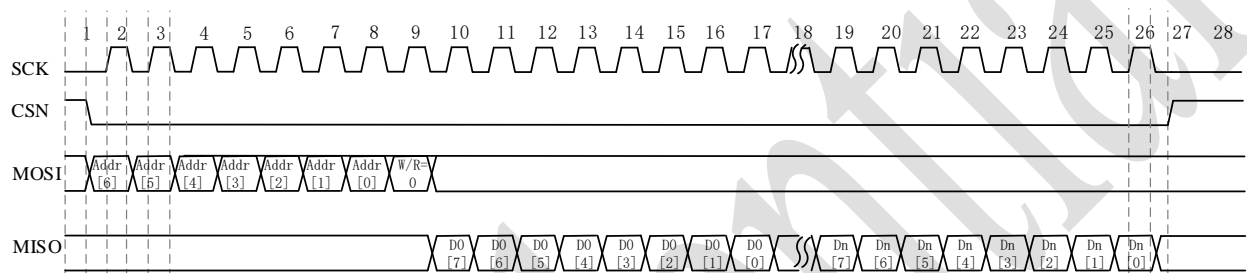 1 2 3 4 5 6 7 8 9 10 11 12 13 14 15 16 17 18 19 20 21 22 23 24 25 26 27 28
SCK
CSN
MOSI Addr [6] Addr [5] Addr [4] Addr [3] Addr [2] Addr [1] Addr [0] W/R= 0
MISO D0 [7] D0 [6] D0 [5] D0 [4] D0 [3] D0 [2] D0 [1] D0 [0] Dn [7] Dn [6] Dn [5] Dn [4] Dn [3] Dn [2] Dn [1] Dn [0]